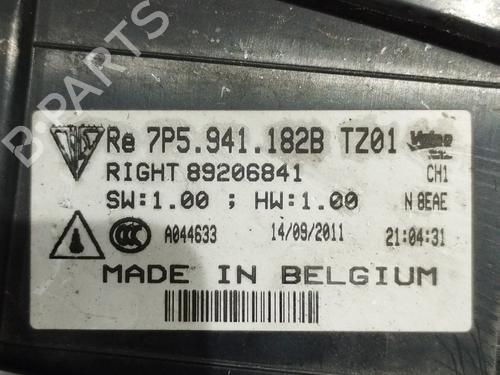 Re 7P5.941.182B TZ01 Valeo
RIGHT 89206841 CH1
SW:1.00 ; HW:1.00 N 8EAE
CCC A044633 14/09/2011 21:04:31
MADE IN BELGIUM
B-PARTS